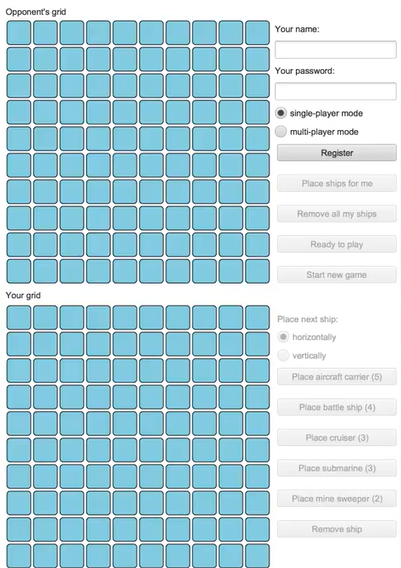 Opponent's grid
Your name:
Your password:
single-player mode
multi-player mode
Register
Place ships for me
Remove all my ships
Ready to play
Start new game
Your grid
Place next ship:
horizontally
vertically
Place aircraft carrier (5)
Place battle ship (4)
Place cruiser (3)
Place submarine (3)
Place mine sweeper (2)
Remove ship